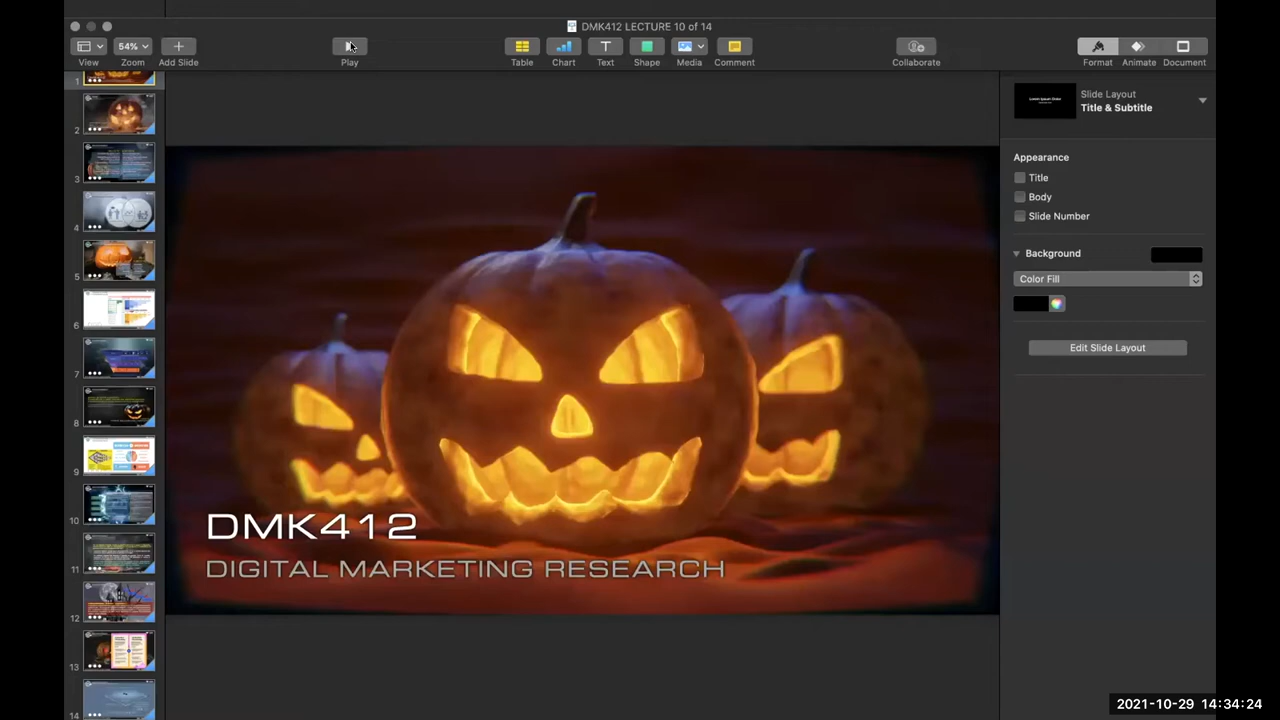 DMK412 LECTURE 10 of 14
54%
View
Zoom
Add Slide
Play
Table
Chart
Text
Shape
Media
Comment
Collaborate
Format
Animate
Document
1
2
3
4
5
6
7
8
9
10
11
12
13
14
DMK412
DIGITAL MARKETING RESEARCH
Slide Layout
Title & Subtitle
Appearance
Title
Body
Slide Number
Background
Color Fill
Edit Slide Layout
2021-10-29 14:34:24